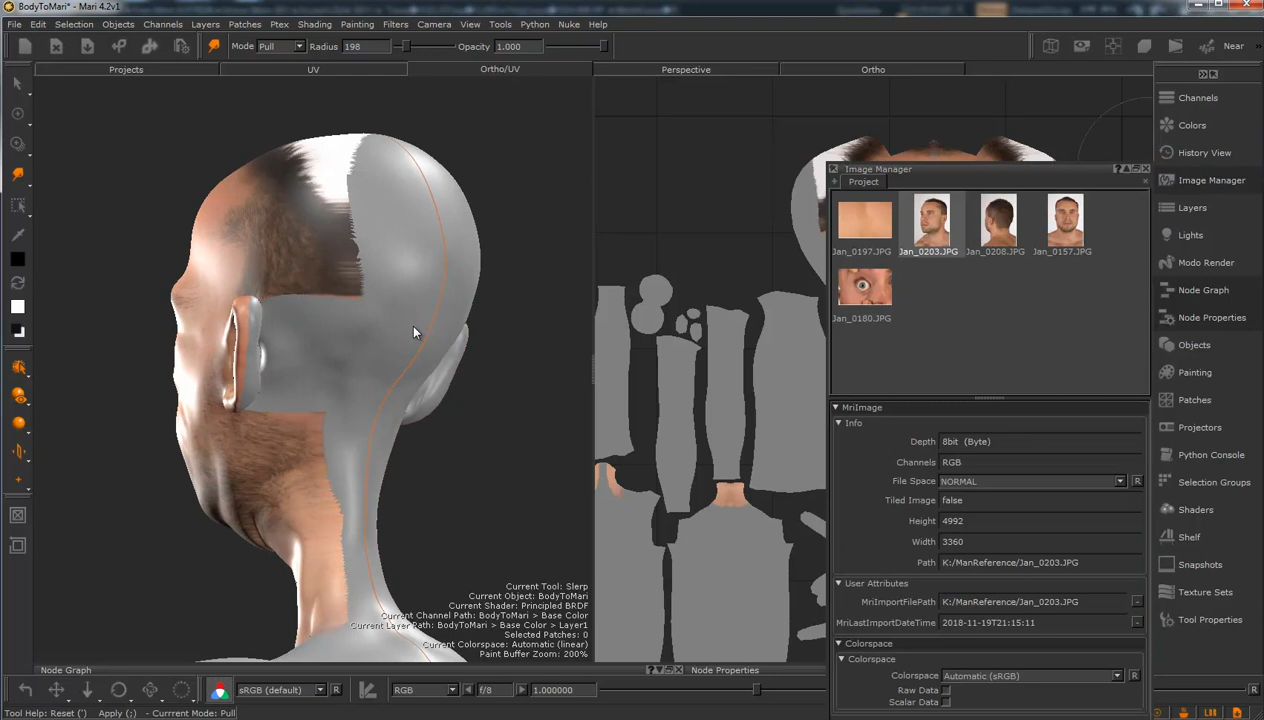 BodyToMari* - Mari 4.2v1
File Edit Selection Objects Channels Layers Patches Ptex Shading Painting Filters Camera View Tools Python Nuke Help
Mode Pull Radius 198 Opacity 1.000 Near
Projects UV Ortho/UV Perspective Ortho
Image Manager
Project
Jan_0197.JPG Jan_0203.JPG Jan_0208.JPG Jan_0157.JPG
Jan_0180.JPG
MriImage
Info
Depth 8bit (Byte)
Channels RGB
File Space NORMAL R
Tiled Image false
Height 4992
Width 3360
Path K:/ManReference/Jan_0203.JPG
User Attributes
MriImportFilePath K:/ManReference/Jan_0203.JPG
MriLastImportDateTime 2018-11-19T21:15:11
Colorspace
Colorspace
Colorspace Automatic (sRGB) R
Raw Data
Scalar Data
Channels
Colors
History View
Image Manager
Layers
Lights
Modo Render
Node Graph
Node Properties
Objects
Painting
Patches
Projects
Python Console
Selection Groups
Shaders
Shelf
Snapshots
Texture Sets
Tool Properties
Current Tool: Slerp
Current Object: BodyToMari
Current Shader: Principled BRDF
Current Channel Path: BodyToMari > Base Color
Current Layer Path: BodyToMari > Base Color > Layer1
Selected Patches: 0
Current Colorspace: Automatic (linear)
Paint Buffer Zoom: 200%
Node Graph Node Properties
sRGB (default) R RGB f/8 1.000000 R
Tool Help: Reset (') Apply (;) - Currrent Mode: Pull